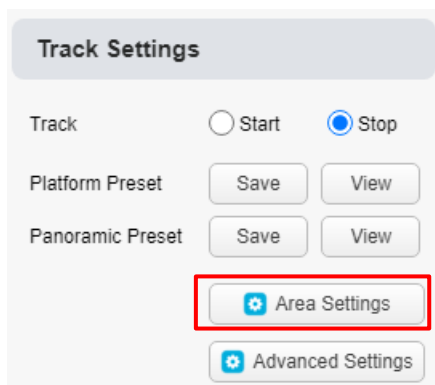 Track Settings
Track Start Stop
Platform Preset Save View
Panoramic Preset Save View
Area Settings
Advanced Settings